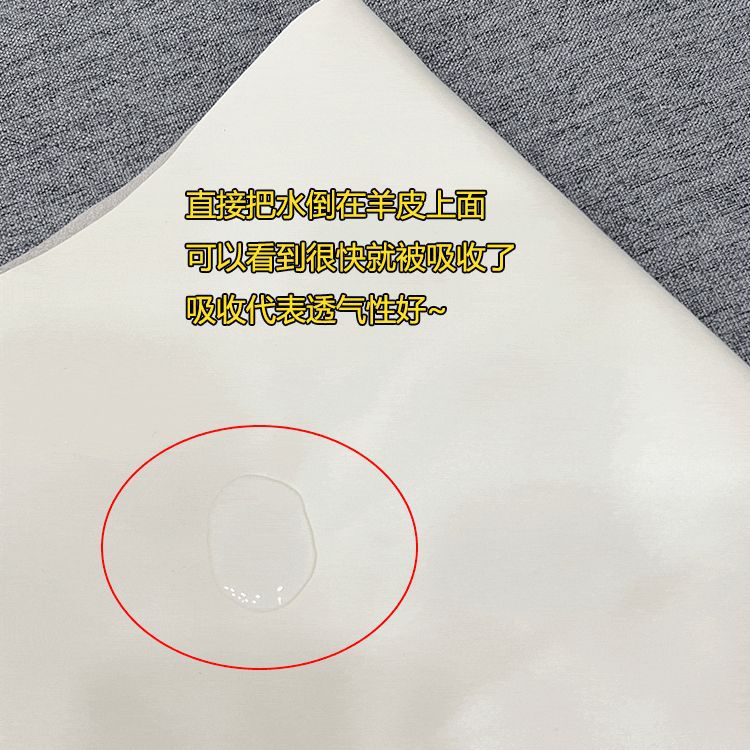 直接把水倒在羊皮上面
可以看到很快就被吸收了
吸收代表透气性好~